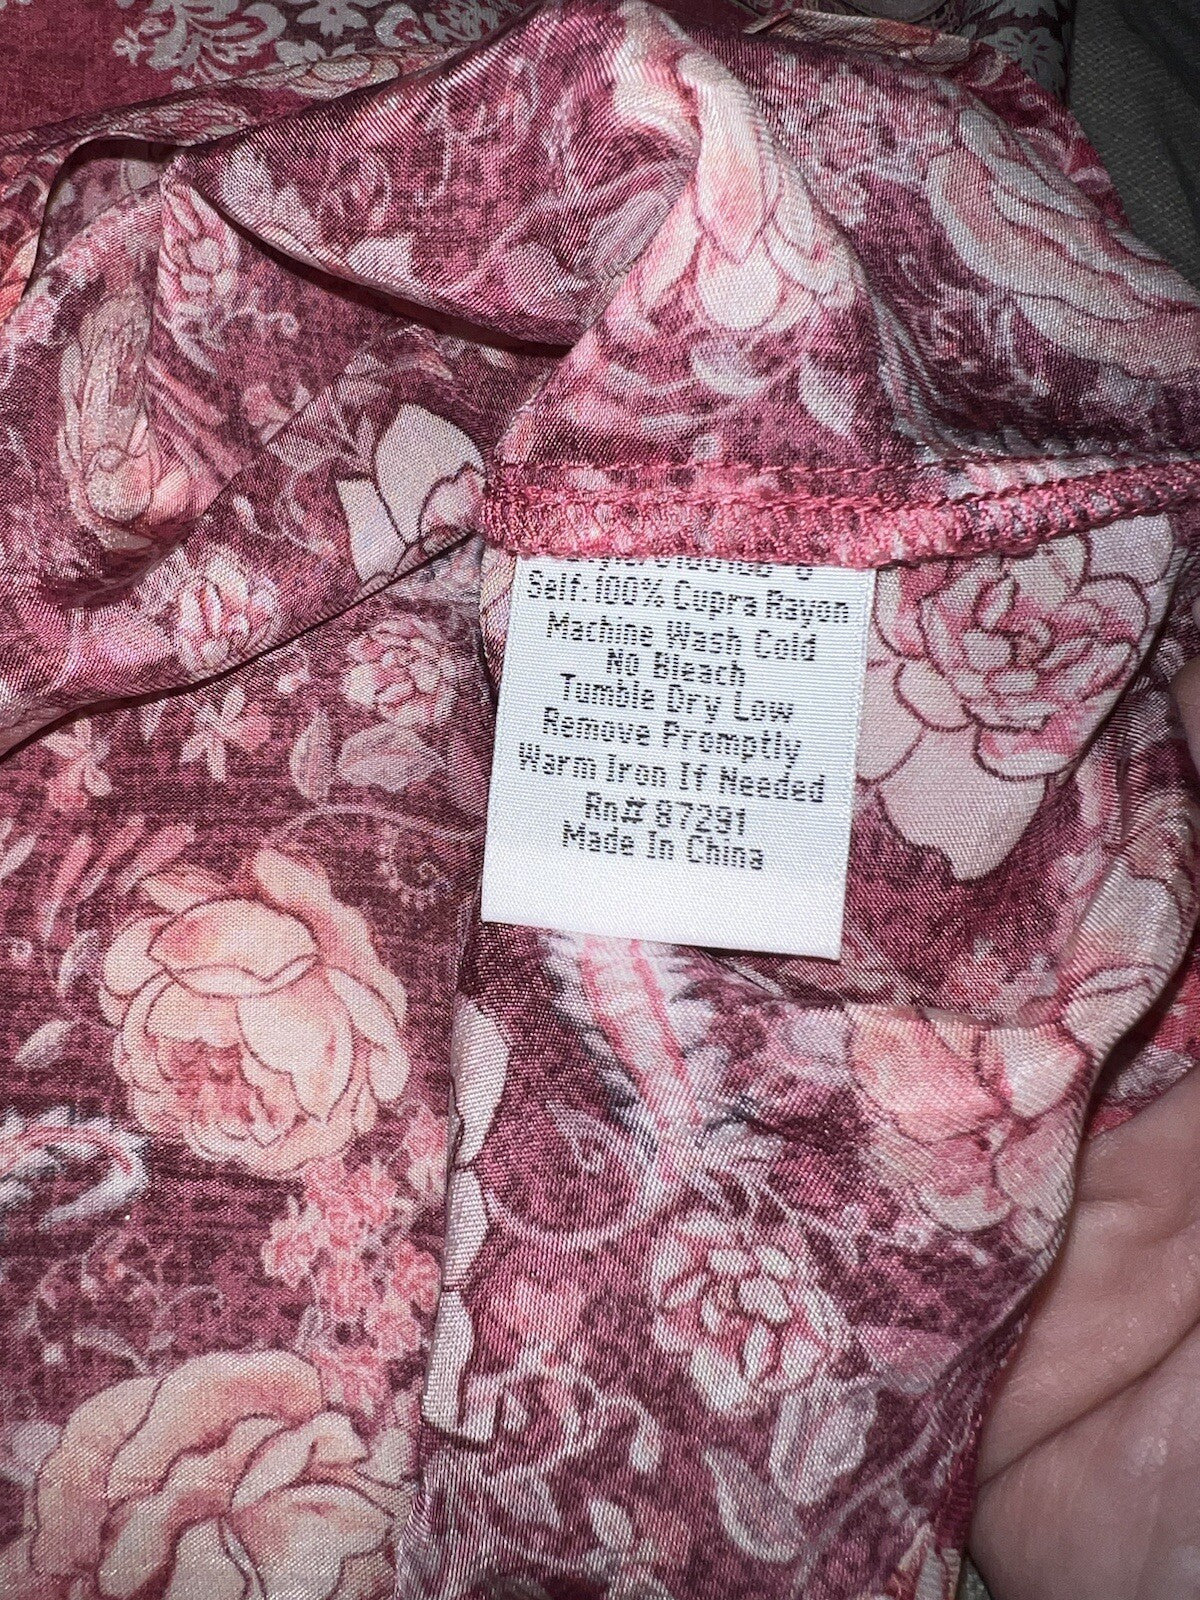 Self: 100% Cupra Rayon
Machine Wash Cold
No Bleach
Tumble Dry Low
Remove Promptly
Warm Iron If Needed
Rn# 87291
Made In China